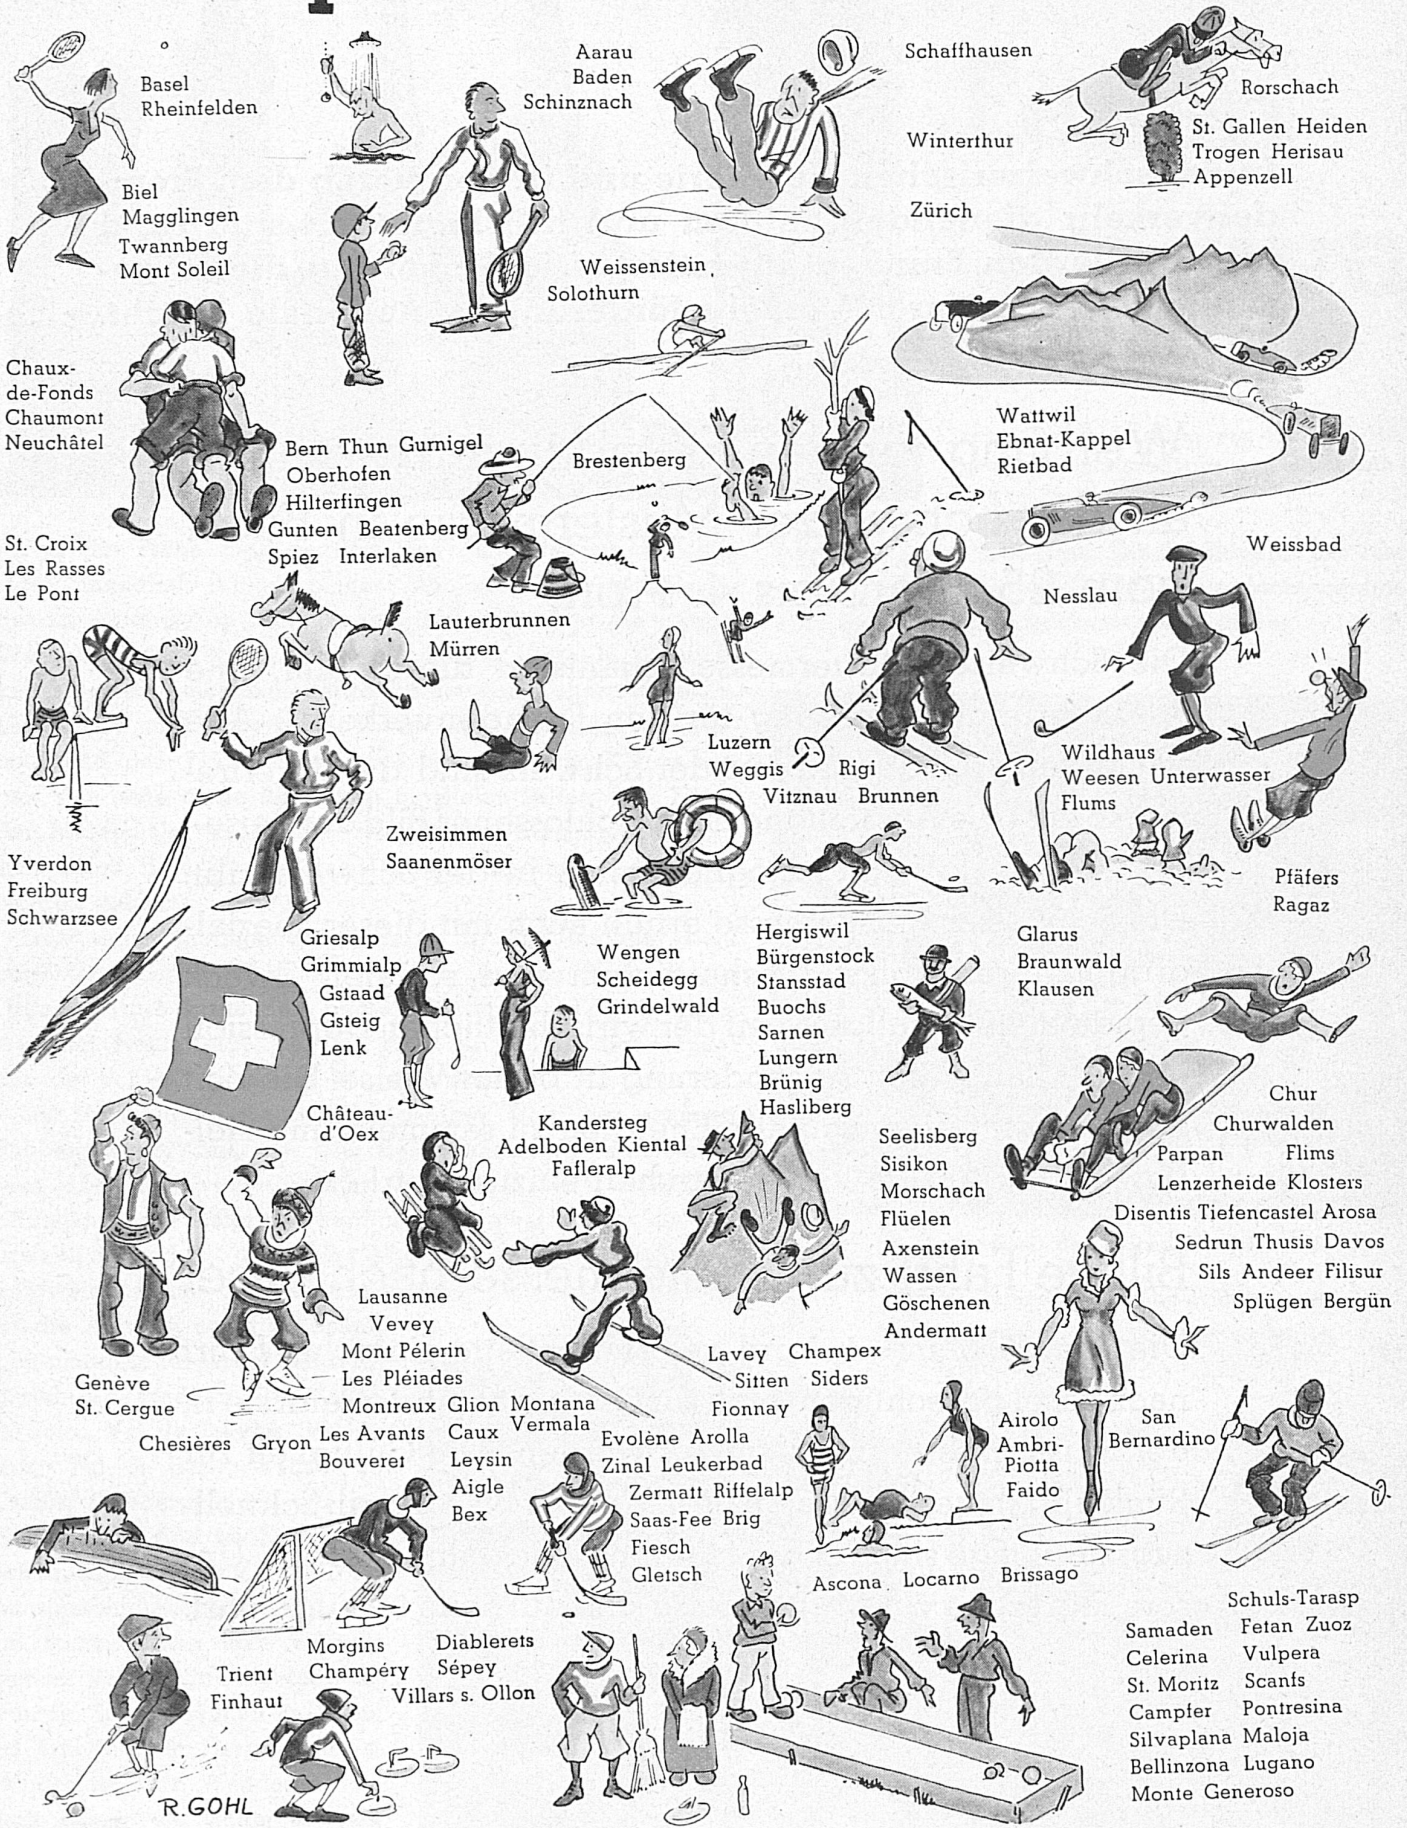 Basel
Rheinfelden
Aarau
Baden
Schinznach
Schaffhausen
Rorschach
Winterthur
St. Gallen Heiden
Trogen Herisau
Appenzell
Zürich
Biel
Magglingen
Twannberg
Mont Soleil
Weissenstein
Solothurn
Chaux-
de-Fonds
Chaumont
Neuchâtel
Bern Thun Gurnigel
Oberhofen
Hilterfingen
Gunten Beatenberg
Spiez Interlaken
Brestenberg
Wattwil
Ebnat-Kappel
Rietbad
St. Croix
Les Rasses
Le Pont
Weissbad
Nesslau
Lauterbrunnen
Mürren
Luzern
Weggis Rigi
Vitznau Brunnen
Wildhaus
Weesen Unterwasser
Flums
Zweisimmen
Saanenmöser
Yverdon
Freiburg
Schwarzsee
Pfäfers
Ragaz
Griesalp
Grimmialp
Gstaad
Gsteig
Lenk
Wengen
Scheidegg
Grindelwald
Hergiswil
Bürgenstock
Stansstad
Buochs
Sarnen
Lungern
Brünig
Hasliberg
Glarus
Braunwald
Klausen
Château-
d'Oex
Kandersteg
Adelboden Kiental
Fafleralp
Seelisberg
Sisikon
Morschach
Flüelen
Axenstein
Wassen
Göschenen
Andermatt
Chur
Churwalden
Parpan Flims
Lenzerheide Klosters
Disentis Tiefencastel Arosa
Sedrun Thusis Davos
Sils Andeer Filisur
Splügen Bergün
Genève
St. Cergue
Lausanne
Vevey
Mont Pélerin
Les Pléiades
Montreux Glion Montana
Les Avants Caux Vermala
Bouveret Leysin
Aigle
Bex
Chesières Gryon
Lavey Champex
Sitten Siders
Fionnay
Evolène Arolla
Zinal Leukerbad
Zermatt Riffelalp
Saas-Fee Brig
Fiesch
Gletsch
Airolo
Ambri-
Piotta
Faido
San
Bernardino
Ascona Locarno Brissago
Morgins Diablerets
Trient Champéry Sépey
Finhaut Villars s. Ollon
Schuls-Tarasp
Samaden Fetan Zuoz
Celerina Vulpera
St. Moritz Scanfs
Campfer Pontresina
Silvaplana Maloja
Bellinzona Lugano
Monte Generoso
R. GOHL